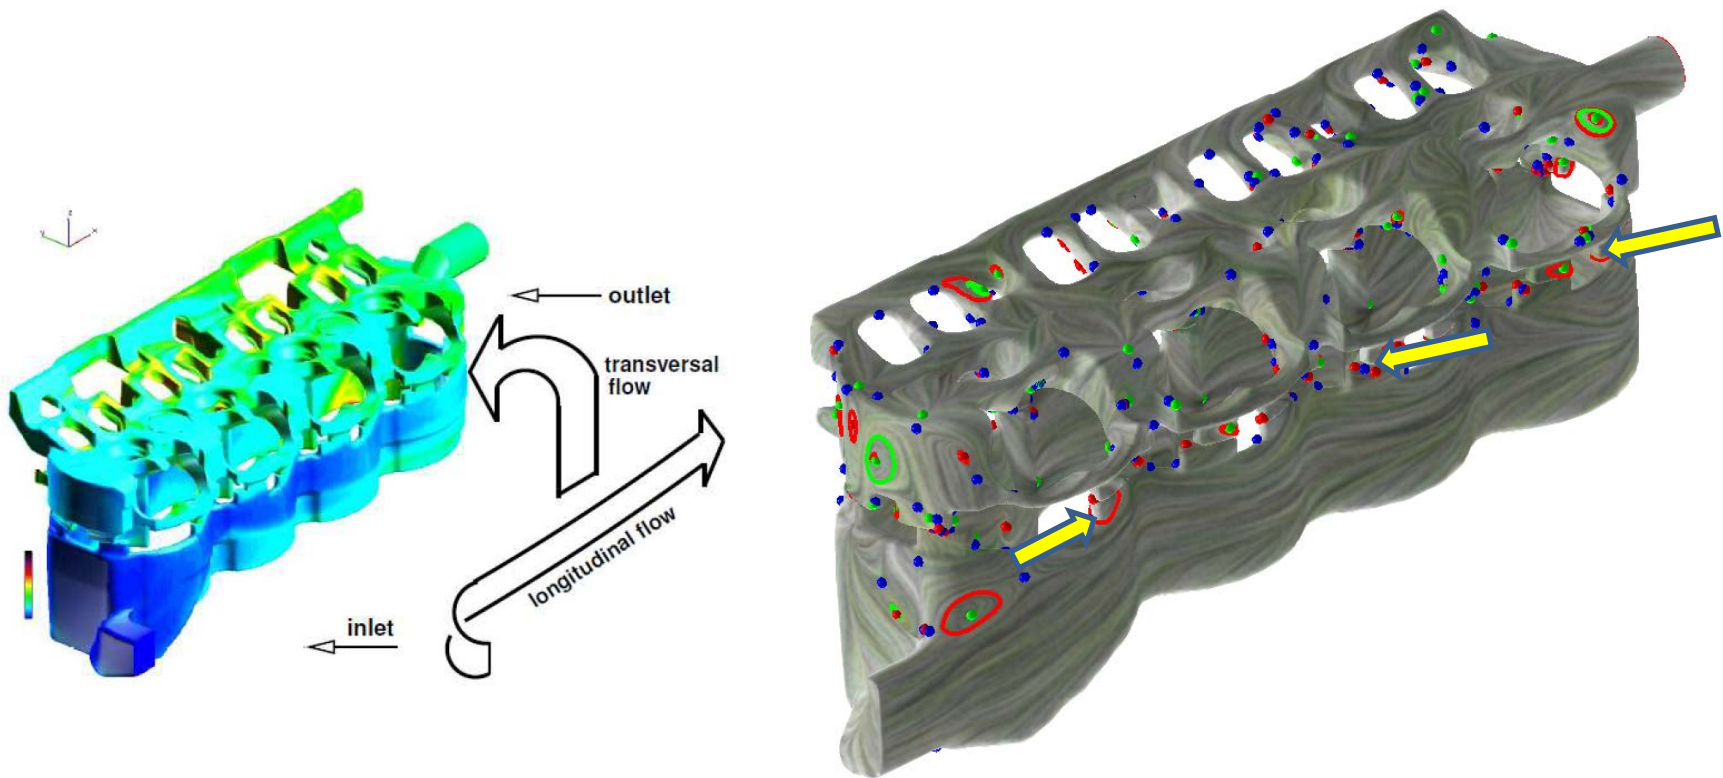 outlet
transversal
flow
longitudinal flow
inlet